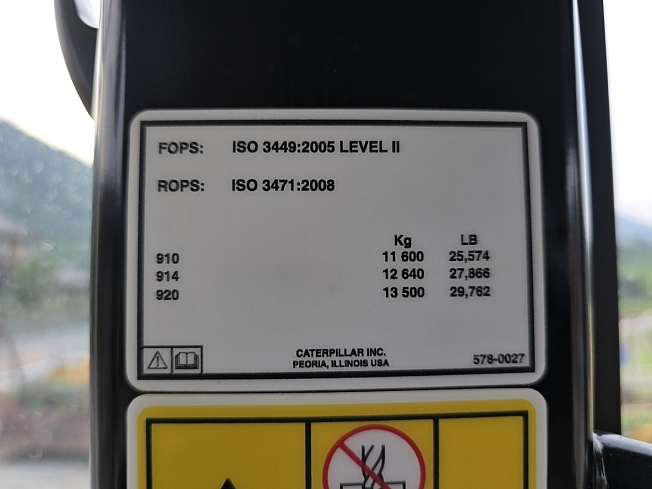 FOPS: ISO 3449:2005 LEVEL II
ROPS: ISO 3471:2008
Kg LB
910 11 600 25,574
914 12 640 27,866
920 13 500 29,762
CATERPILLAR INC.
PEORIA, ILLINOIS USA
578-0027